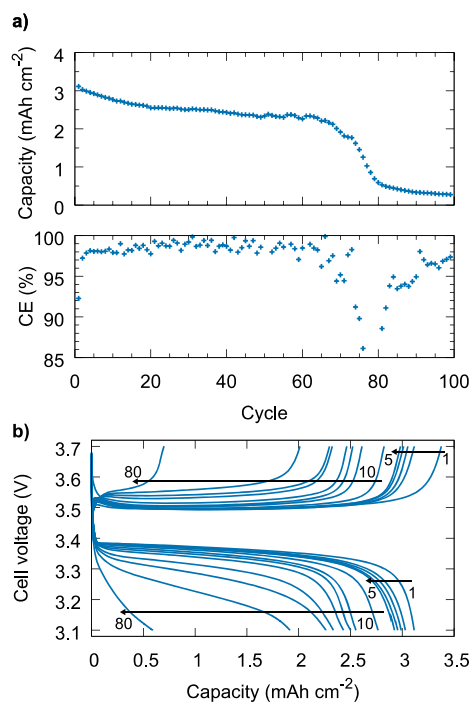 a)
4
3
2
1
0
Capacity (mAh cm⁻²)
100
95
90
85
CE (%)
0 20 40 60 80 100
Cycle
b)
3.7
3.6
3.5
3.4
3.3
3.2
3.1
Cell voltage (V)
5 1
80 10
5 1
80 10
0 0.5 1 1.5 2 2.5 3 3.5
Capacity (mAh cm⁻²)